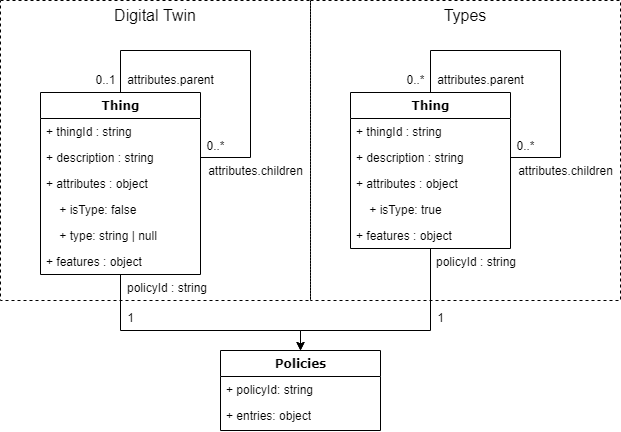 Digital Twin
Types
0..1
attributes.parent
0..*
attributes.parent
Thing
+ thingId : string
+ description : string
+ attributes : object
+ isType: false
+ type: string | null
+ features : object
0..*
attributes.children
Thing
+ thingId : string
+ description : string
+ attributes : object
+ isType: true
+ features : object
0..*
attributes.children
policyId : string
1
policyId : string
1
Policies
+ policyId: string
+ entries: object